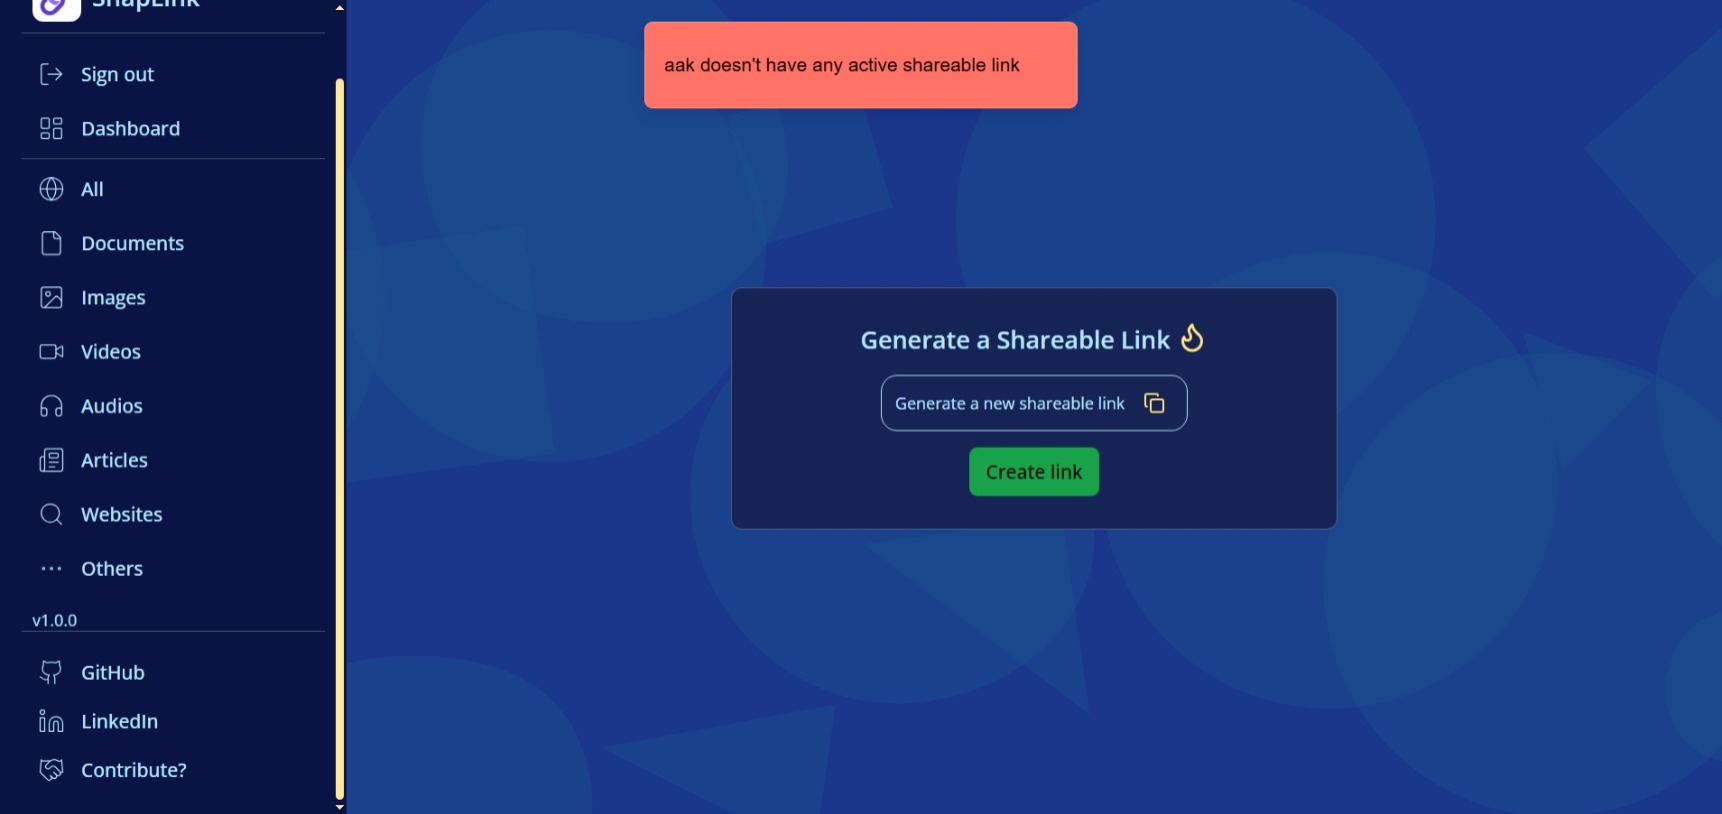 SnapLink
Sign out
Dashboard
All
Documents
Images
Videos
Audios
Articles
Websites
Others
v1.0.0
GitHub
LinkedIn
Contribute?
aak doesn't have any active shareable link
Generate a Shareable Link
Generate a new shareable link
Create link